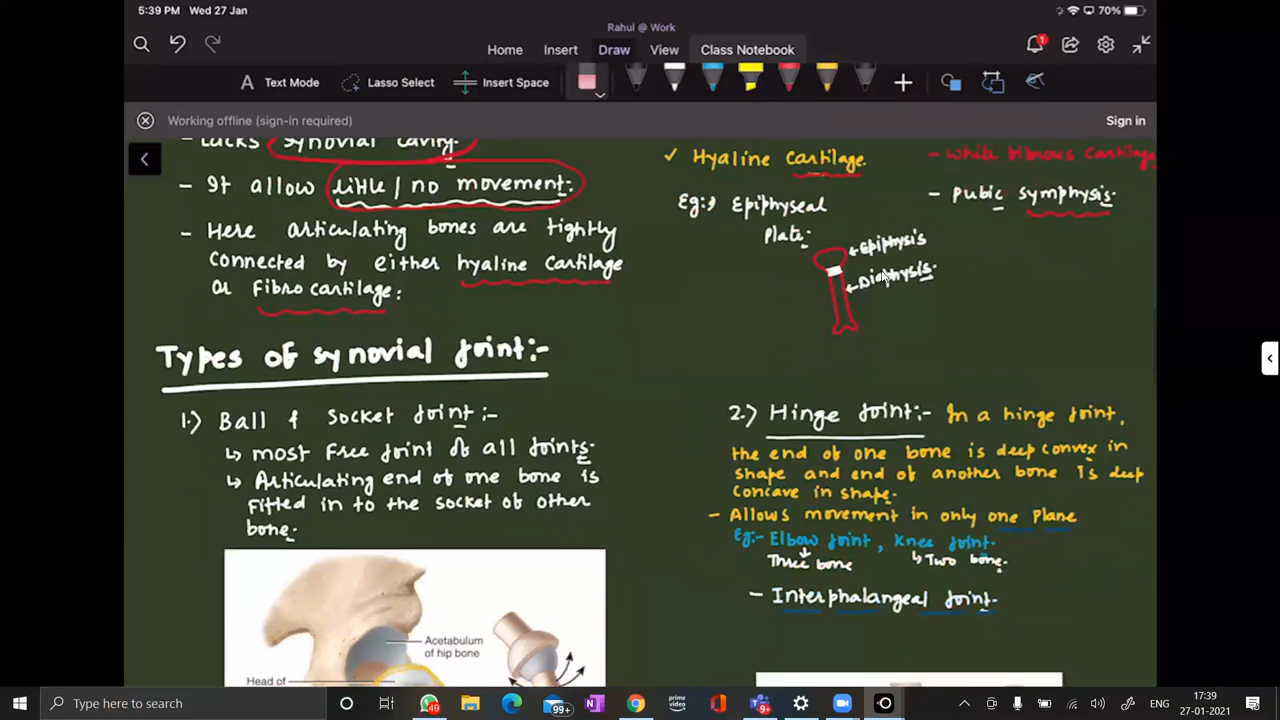 5:39 PM Wed 27 Jan
70%
Rahul @ Work
Home Insert Draw View Class Notebook
1
A Text Mode Lasso Select Insert Space
Working offline (sign-in required)
Sign in
- Lacks synovial cavity.
- It allow little / no movement.
- Here articulating bones are tightly
connected by either hyaline cartilage
or Fibro cartilage.
✓ Hyaline cartilage.
Eg:→ Epiphyseal
Plate.
Epiphysis
Diaphysis.
- White fibrous cartilage
- Pubic symphysis.
Types of synovial Joint:-
1.) Ball & Socket Joint :-
↳ most Free Joint of all Joints.
↳ Articulating end of one bone is
Fitted in to the socket of other
bone.
Acetabulum
of hip bone
Head of
2.) Hinge Joint:- In a hinge Joint,
the end of one bone is deep convex in
shape and end of another bone is deep
concave in shape.
- Allows movement in only one Plane
Eg:- Elbow Joint, Knee Joint.
Three bone ↳ Two bone.
- Interphalangeal Joint.
Type here to search
49
99+
prime video
9+
ENG
17:39
27-01-2021